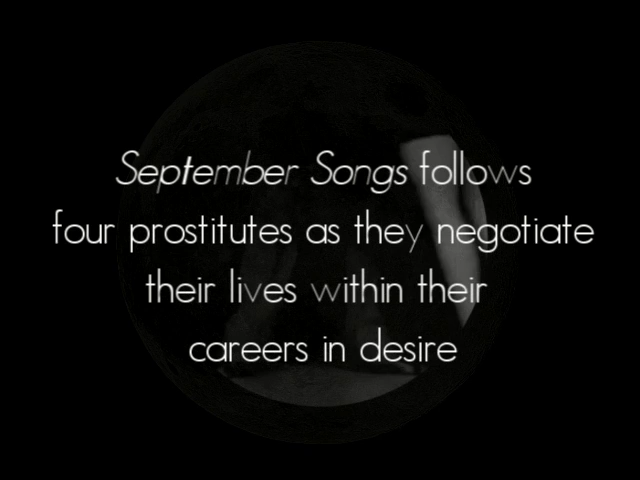 September Songs follows
four prostitutes as they negotiate
their lives within their
careers in desire